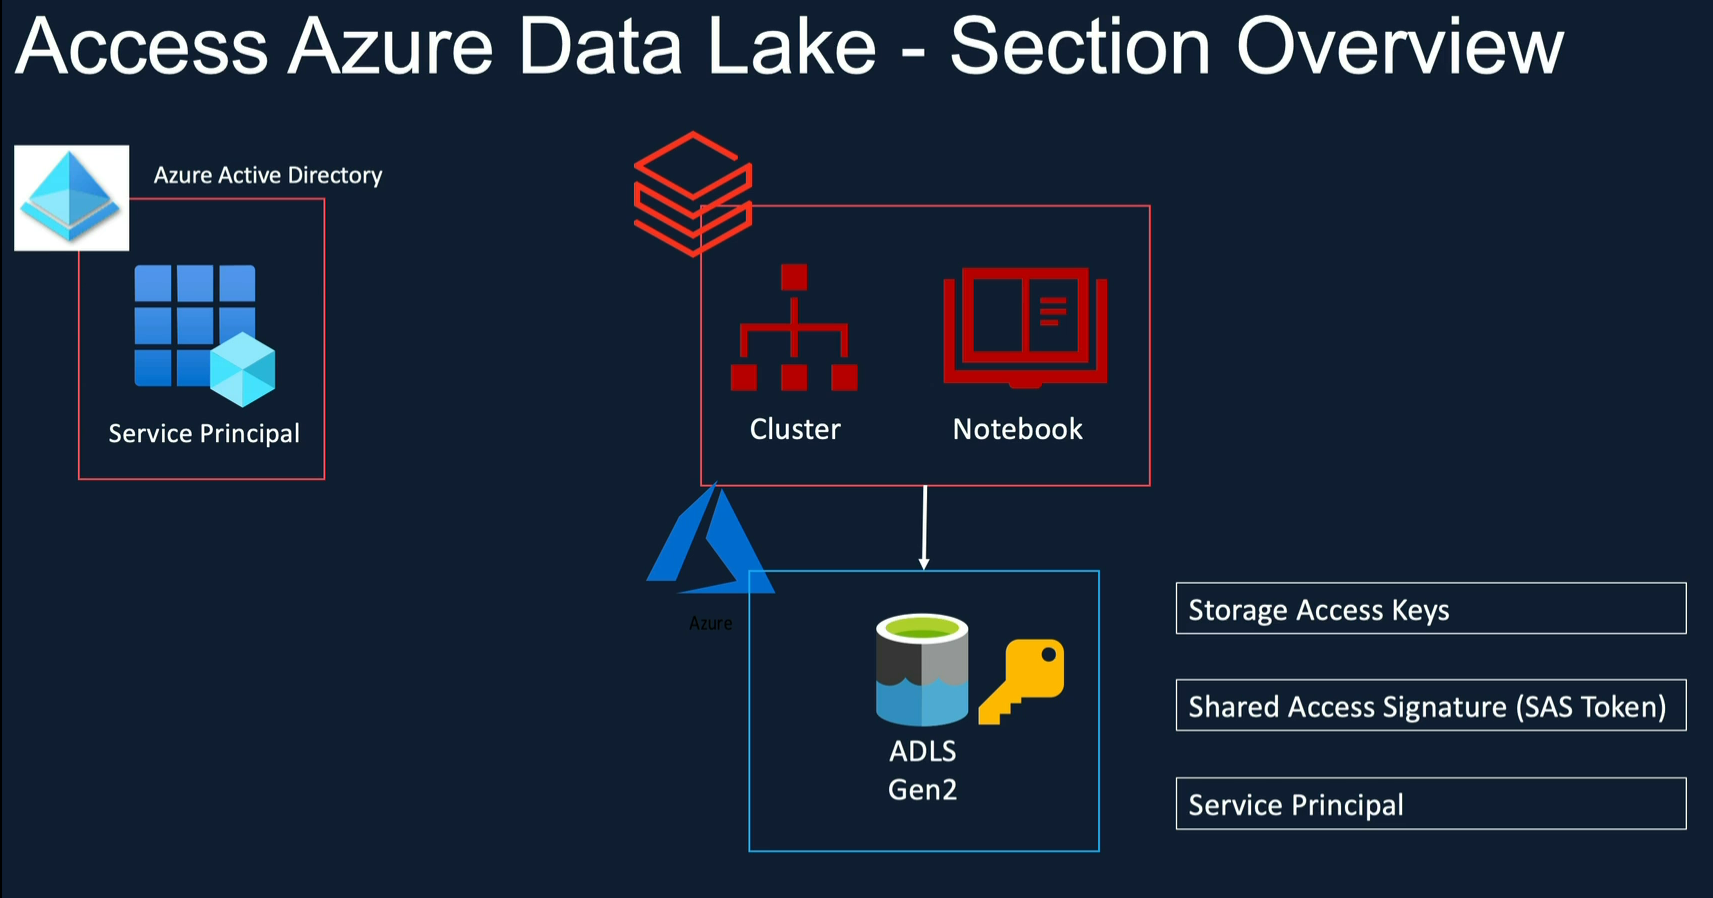 Access Azure Data Lake - Section Overview
Azure Active Directory
Service Principal
Cluster
Notebook
Azure
ADLS
Gen2
Storage Access Keys
Shared Access Signature (SAS Token)
Service Principal